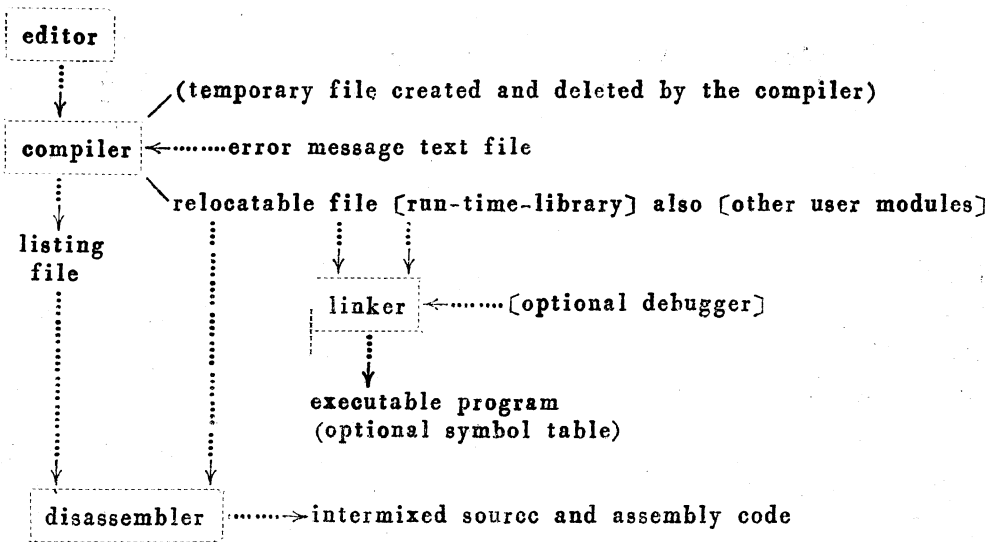 editor
(temporary file created and deleted by the compiler)
compiler
error message text file
relocatable file [run-time-library] also [other user modules]
listing
file
linker
[optional debugger]
executable program
(optional symbol table)
disassembler
intermixed source and assembly code